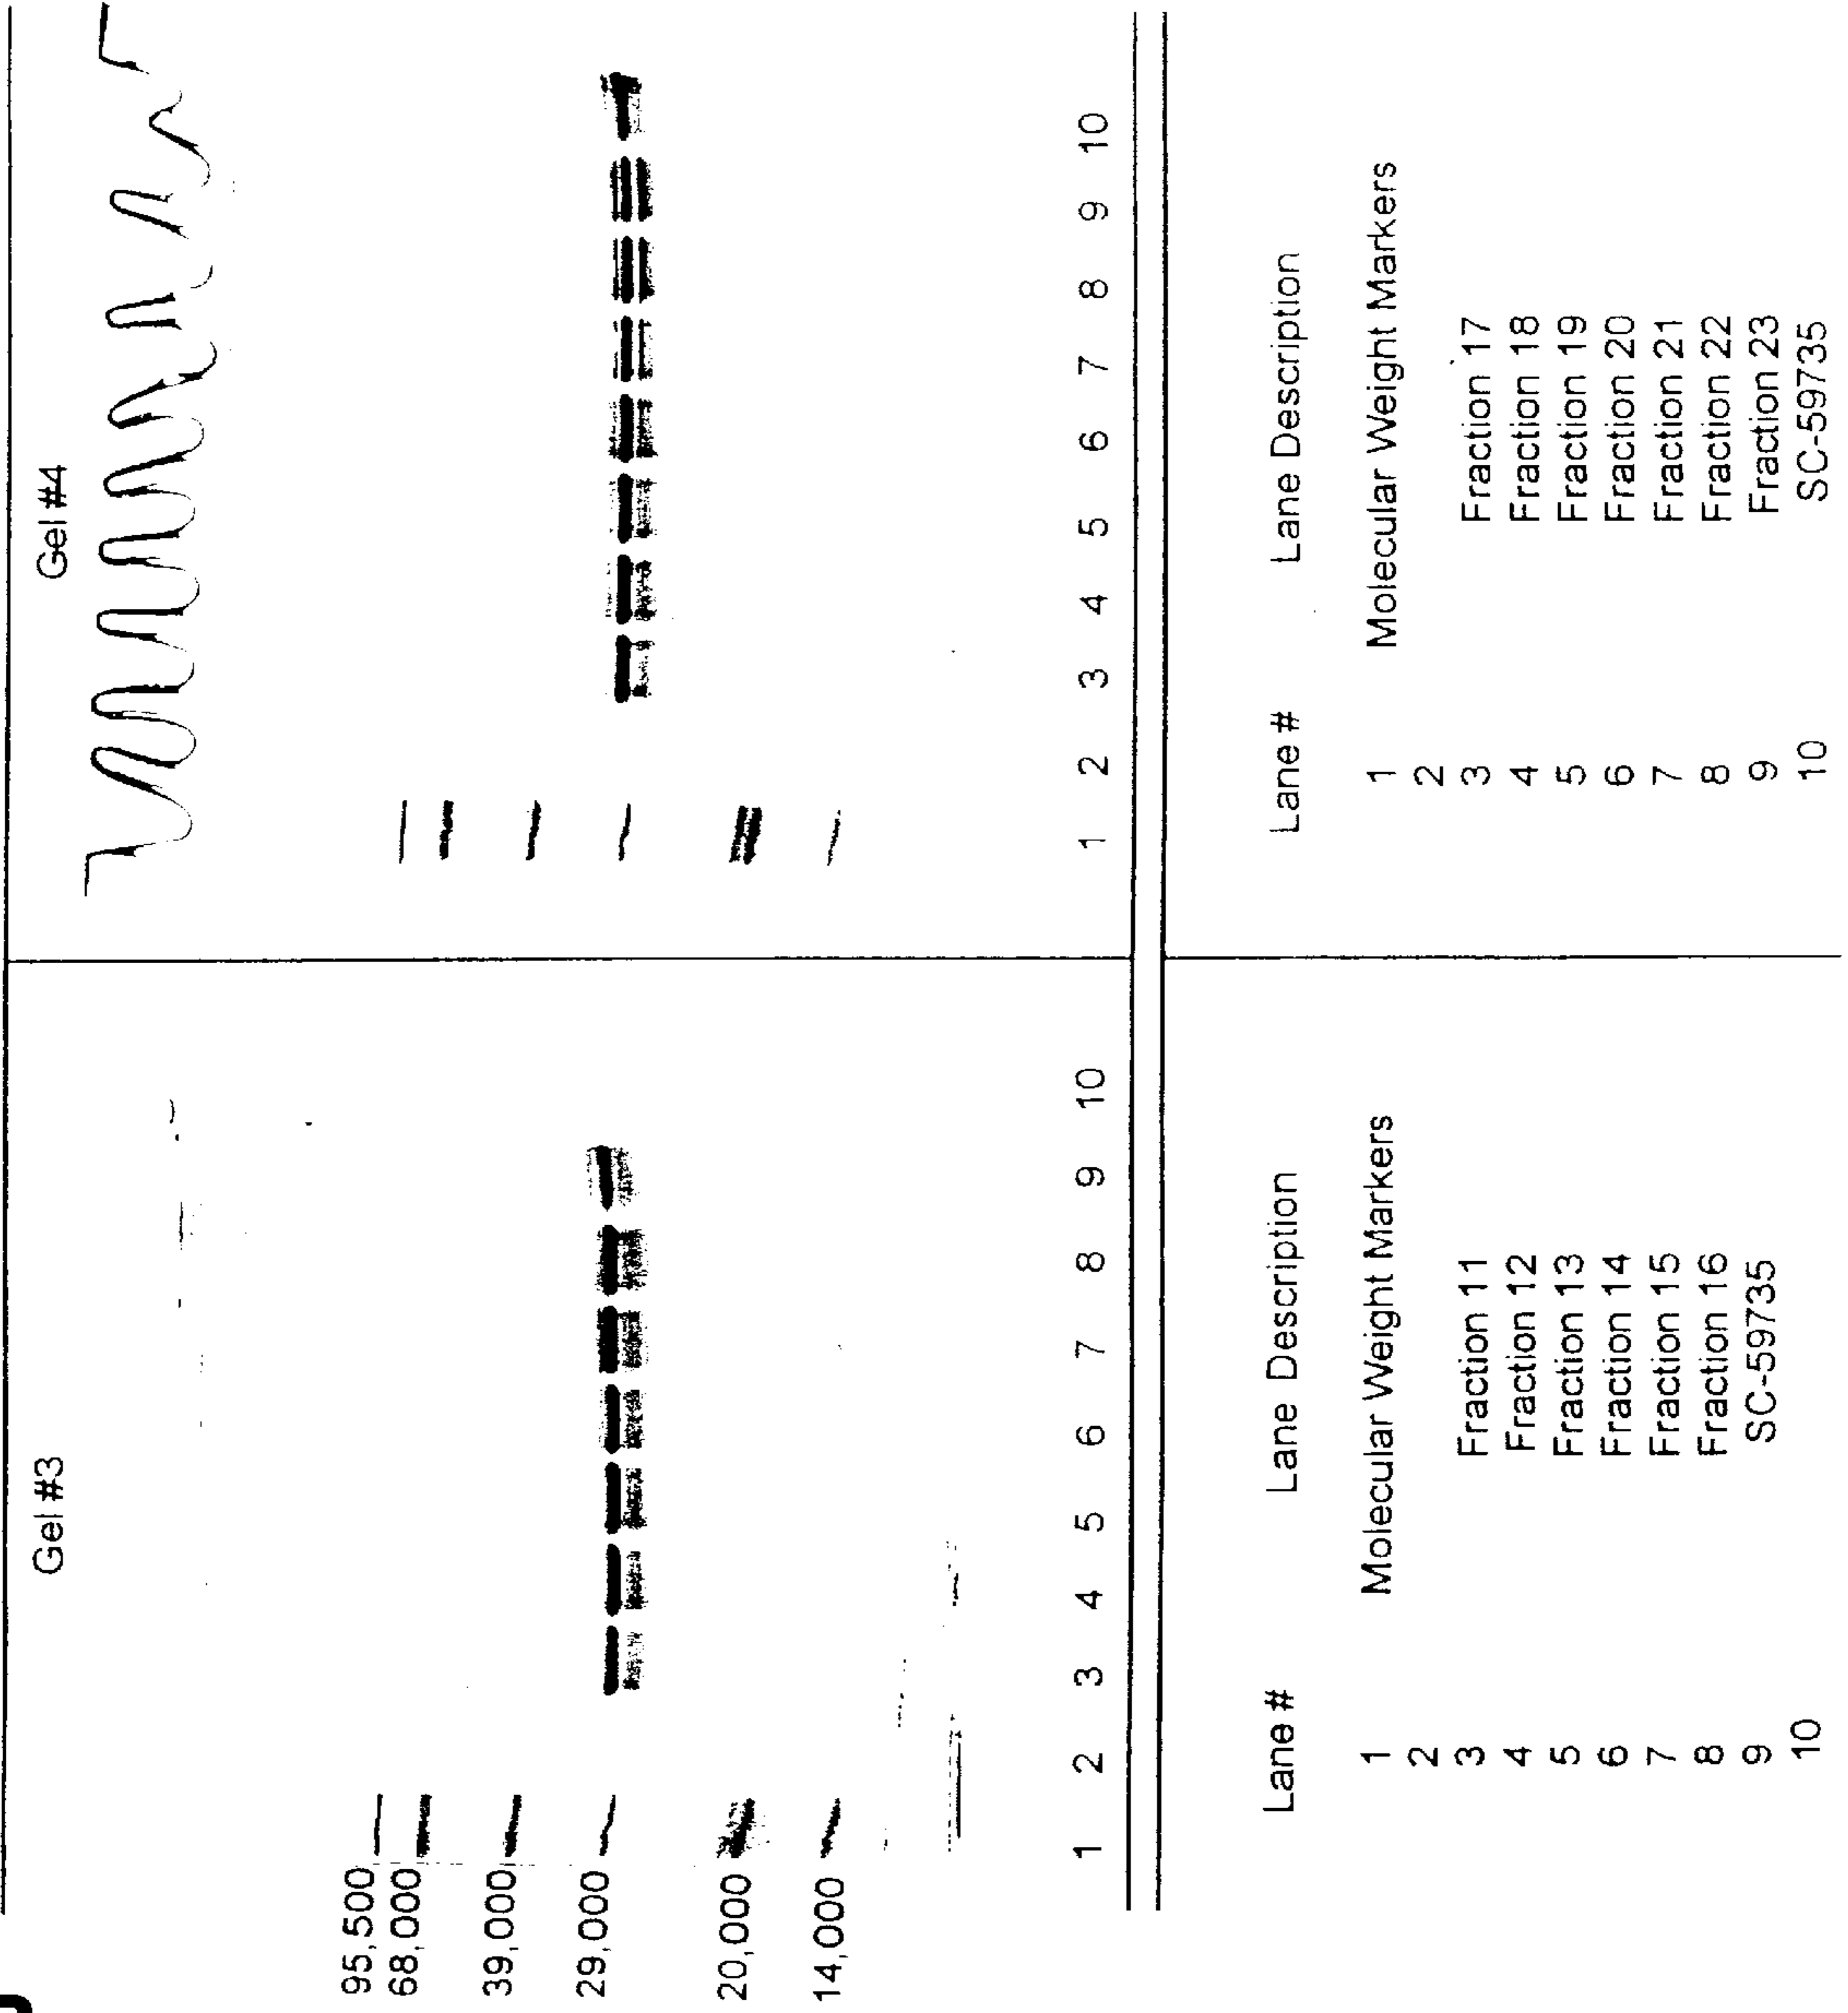 Gel #3
95,500
68,000
39,000
29,000
20,000
14,000
1 2 3 4 5 6 7 8 9 10
Lane # Lane Description
1 Molecular Weight Markers
2
3 Fraction 11
4 Fraction 12
5 Fraction 13
6 Fraction 14
7 Fraction 15
8 Fraction 16
9 SC-59735
10
Gel #4
1 2 3 4 5 6 7 8 9 10
Lane # Lane Description
1 Molecular Weight Markers
2
3 Fraction 17
4 Fraction 18
5 Fraction 19
6 Fraction 20
7 Fraction 21
8 Fraction 22
9 Fraction 23
10 SC-59735